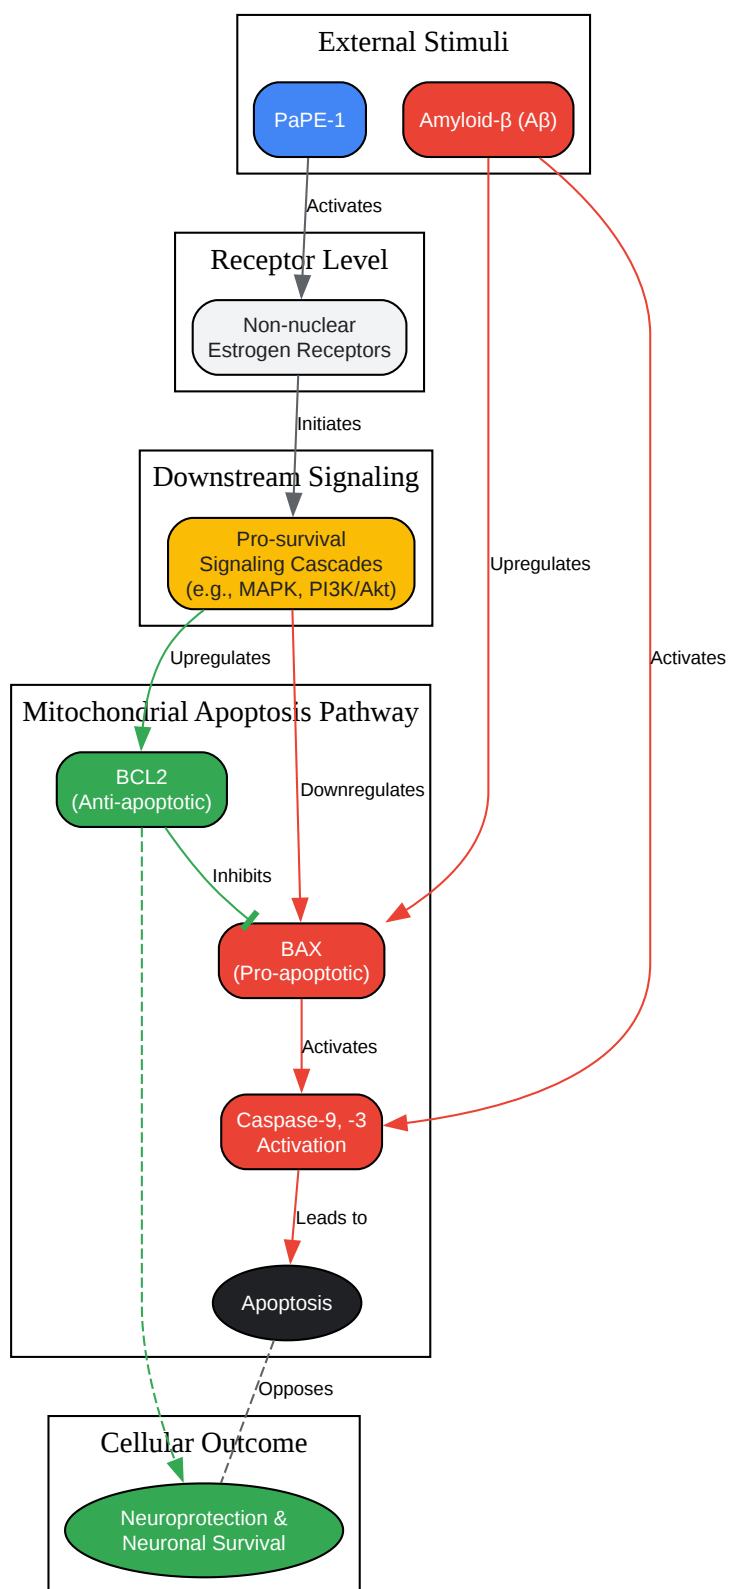 External Stimuli
PaPE-1
Amyloid-β (Aβ)
Activates
Receptor Level
Non-nuclear
Estrogen Receptors
Initiates
Downstream Signaling
Pro-survival
Signaling Cascades
(e.g., MAPK, PI3K/Akt)
Upregulates
Upregulates
Activates
Mitochondrial Apoptosis Pathway
BCL2
(Anti-apoptotic)
Downregulates
Inhibits
BAX
(Pro-apoptotic)
Activates
Caspase-9, -3
Activation
Leads to
Apoptosis
Opposes
Cellular Outcome
Neuroprotection &
Neuronal Survival